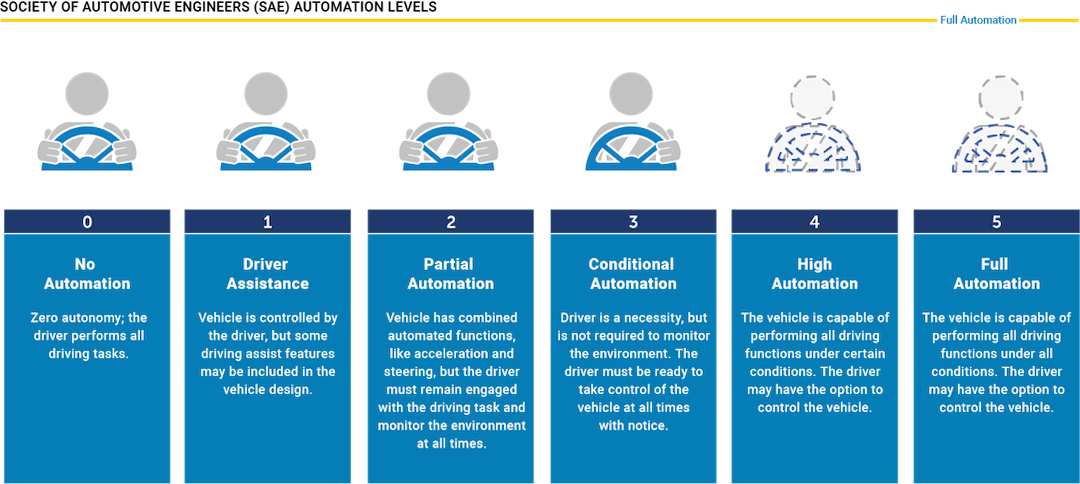 SOCIETY OF AUTOMOTIVE ENGINEERS (SAE) AUTOMATION LEVELS
Full Automation
0
No
Automation
Zero autonomy; the
driver performs all
driving tasks.
1
Driver
Assistance
Vehicle is controlled by
the driver, but some
driving assist features
may be included in the
vehicle design.
2
Partial
Automation
Vehicle has combined
automated functions,
like acceleration and
steering, but the driver
must remain engaged
with the driving task and
monitor the environment
at all times.
3
Conditional
Automation
Driver is a necessity, but
is not required to monitor
the environment. The
driver must be ready to
take control of the
vehicle at all times
with notice.
4
High
Automation
The vehicle is capable of
performing all driving
functions under certain
conditions. The driver
may have the option to
control the vehicle.
5
Full
Automation
The vehicle is capable of
performing all driving
functions under all
conditions. The driver
may have the option to
control the vehicle.